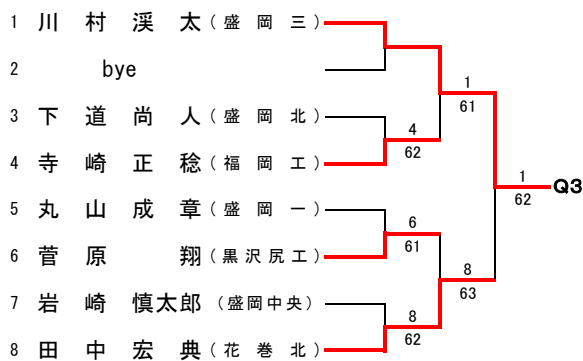 1 川村渓太(盛岡三)
2 bye
3 下道尚人(盛岡北)
4 寺崎正稔(福岡工)
5 丸山成章(盛岡一)
6 菅原翔(黒沢尻工)
7 岩崎慎太郎(盛岡中央)
8 田中宏典(花巻北)
4
62
6
61
8
62
1
61
8
63
1
62
Q3